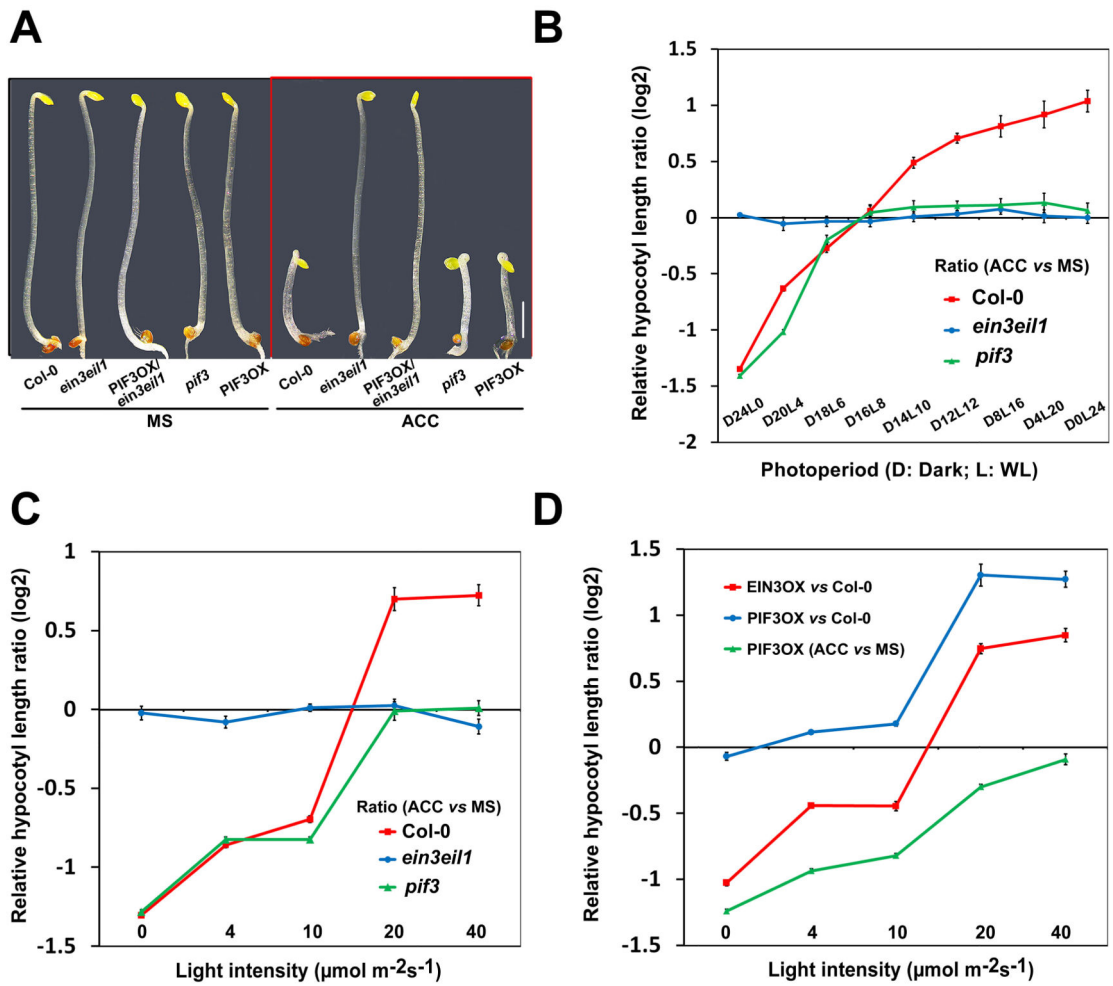 A
Col-0
ein3eil1
PIF3OX/
ein3eil1
pif3
PIF3OX
Col-0
ein3eil1
PIF3OX/
ein3eil1
pif3
PIF3OX
MS
ACC
B
Relative hypocotyl length ratio (log2)
1.5
1
0.5
0
-0.5
-1
-1.5
-2
Ratio (ACC vs MS)
Col-0
ein3eil1
pif3
D24L0
D20L4
D18L6
D16L8
D14L10
D12L12
D8L16
D4L20
D0L24
Photoperiod (D: Dark; L: WL)
C
Relative hypocotyl length ratio (log2)
1
0.5
0
-0.5
-1
-1.5
Ratio (ACC vs MS)
Col-0
ein3eil1
pif3
0 4 10 20 40
Light intensity (µmol m-2s-1)
D
Relative hypocotyl length ratio (log2)
1.5
1
0.5
0
-0.5
-1
-1.5
EIN3OX vs Col-0
PIF3OX vs Col-0
PIF3OX (ACC vs MS)
0 4 10 20 40
Light intensity (µmol m-2s-1)